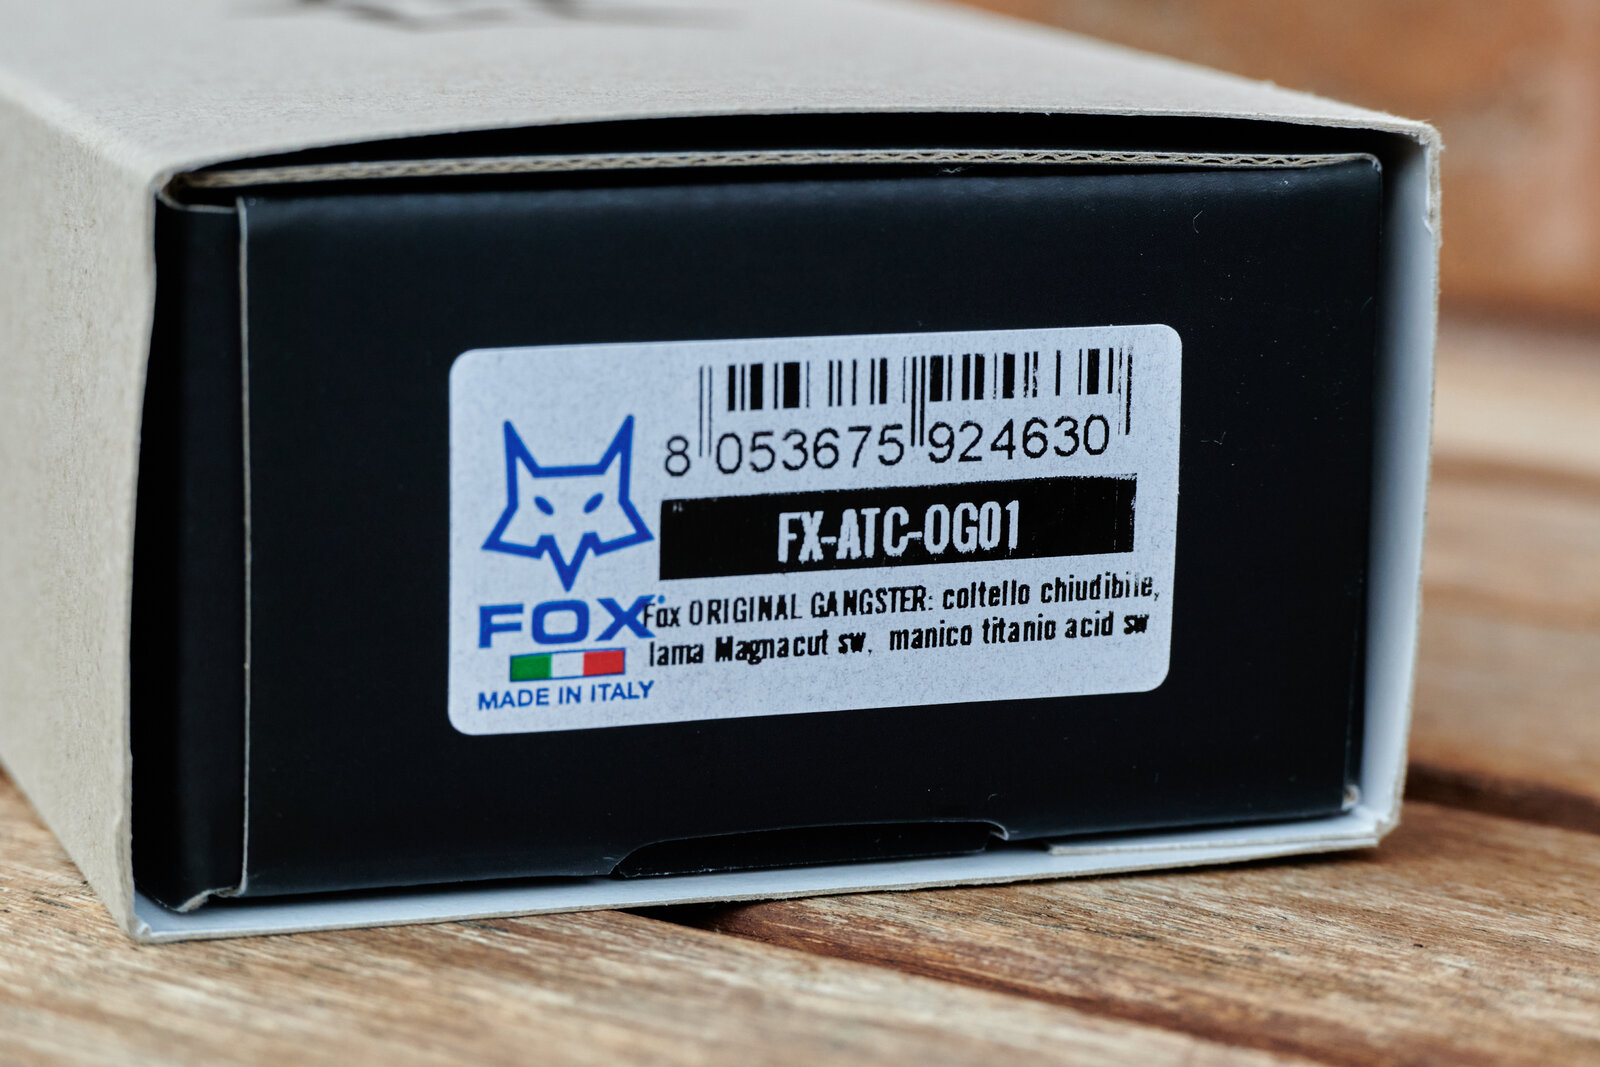 8 053675 924630
FX-ATC-OG01
Fox ORIGINAL GANGSTER: coltello chiudibile,
lama Magnacut sw, manico titanio acid sw
FOX®
MADE IN ITALY